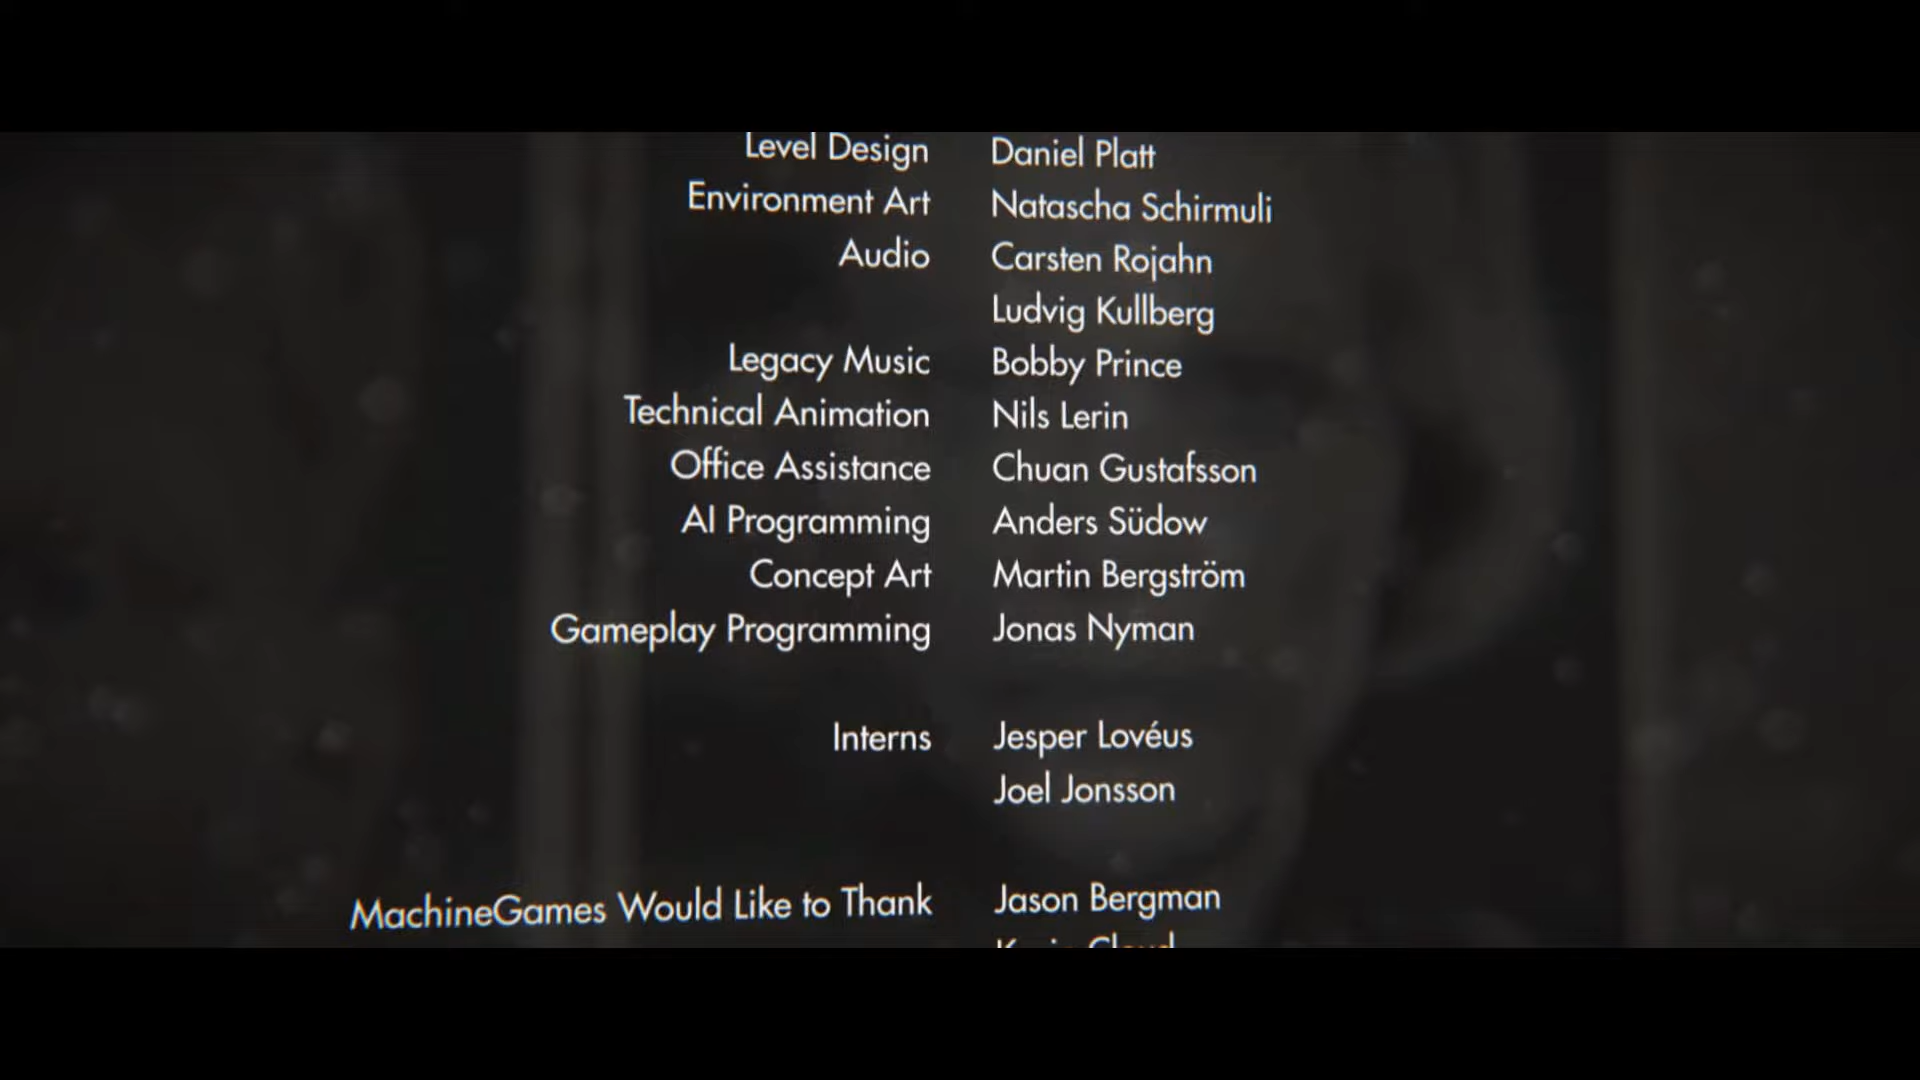 Level Design Daniel Platt
Environment Art Natascha Schirmuli
Audio Carsten Rojahn
Ludvig Kullberg
Legacy Music Bobby Prince
Technical Animation Nils Lerin
Office Assistance Chuan Gustafsson
AI Programming Anders Südow
Concept Art Martin Bergström
Gameplay Programming Jonas Nyman
Interns Jesper Lovéus
Joel Jonsson
MachineGames Would Like to Thank Jason Bergman